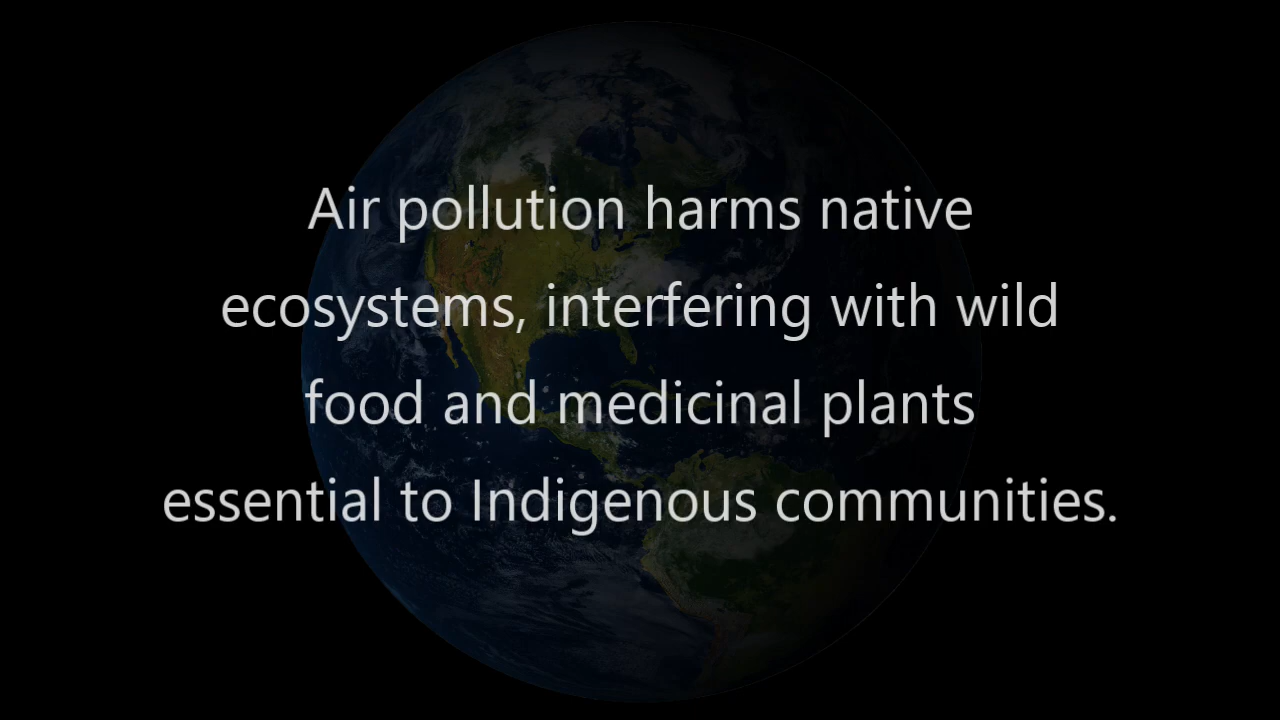 Air pollution harms native
ecosystems, interfering with wild
food and medicinal plants
essential to Indigenous communities.